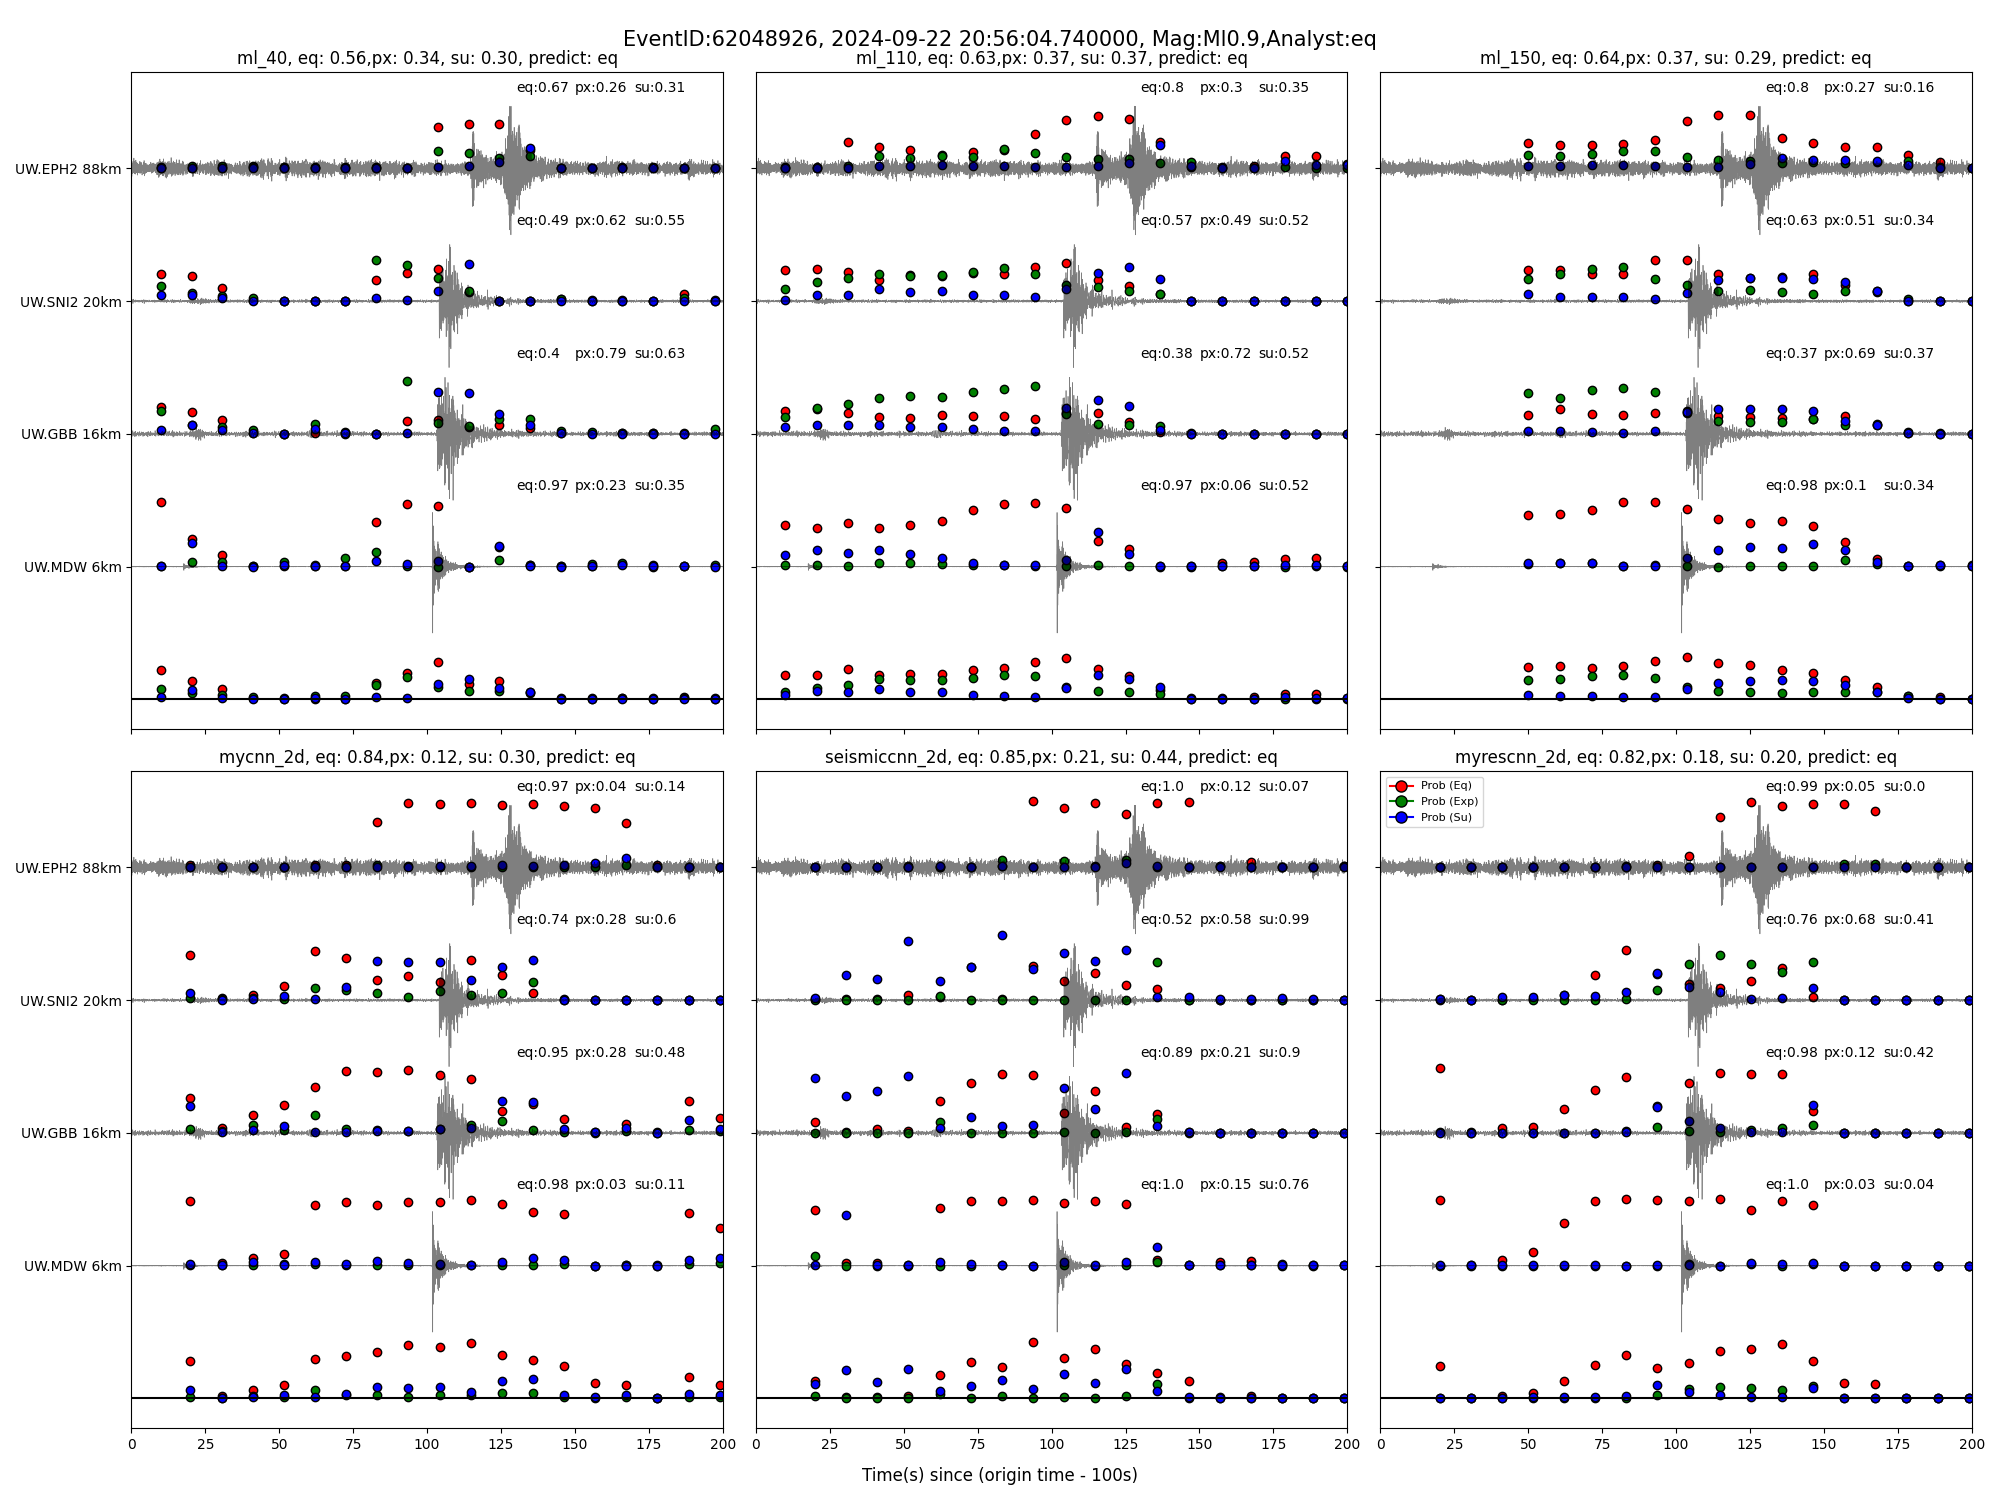 EventID:62048926, 2024-09-22 20:56:04.740000, Mag:Ml0.9,Analyst:eq
ml_40, eq: 0.56,px: 0.34, su: 0.30, predict: eq
eq:0.67 px:0.26 su:0.31
UW.EPH2 88km
eq:0.49 px:0.62 su:0.55
UW.SNI2 20km
eq:0.4 px:0.79 su:0.63
UW.GBB 16km
eq:0.97 px:0.23 su:0.35
UW.MDW 6km
ml_110, eq: 0.63,px: 0.37, su: 0.37, predict: eq
eq:0.8 px:0.3 su:0.35
eq:0.57 px:0.49 su:0.52
eq:0.38 px:0.72 su:0.52
eq:0.97 px:0.06 su:0.52
ml_150, eq: 0.64,px: 0.37, su: 0.29, predict: eq
eq:0.8 px:0.27 su:0.16
eq:0.63 px:0.51 su:0.34
eq:0.37 px:0.69 su:0.37
eq:0.98 px:0.1 su:0.34
mycnn_2d, eq: 0.84,px: 0.12, su: 0.30, predict: eq
eq:0.97 px:0.04 su:0.14
UW.EPH2 88km
eq:0.74 px:0.28 su:0.6
UW.SNI2 20km
eq:0.95 px:0.28 su:0.48
UW.GBB 16km
eq:0.98 px:0.03 su:0.11
UW.MDW 6km
0 25 50 75 100 125 150 175 200
seismiccnn_2d, eq: 0.85,px: 0.21, su: 0.44, predict: eq
eq:1.0 px:0.12 su:0.07
eq:0.52 px:0.58 su:0.99
eq:0.89 px:0.21 su:0.9
eq:1.0 px:0.15 su:0.76
0 25 50 75 100 125 150 175 200
myrescnn_2d, eq: 0.82,px: 0.18, su: 0.20, predict: eq
Prob (Eq)
Prob (Exp)
Prob (Su)
eq:0.99 px:0.05 su:0.0
eq:0.76 px:0.68 su:0.41
eq:0.98 px:0.12 su:0.42
eq:1.0 px:0.03 su:0.04
0 25 50 75 100 125 150 175 200
Time(s) since (origin time - 100s)